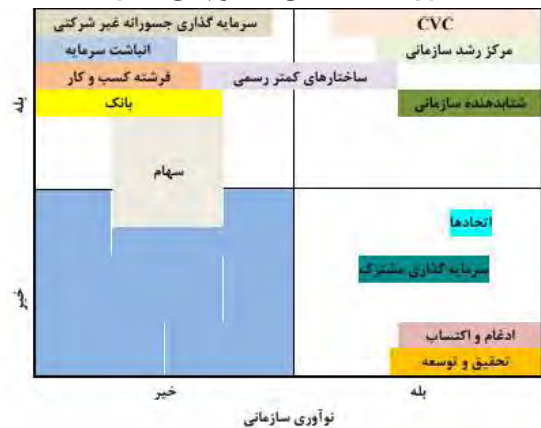 سرمایه گذاری جسورانه غیر شرکتی
CVC
انباشت سرمایه
مرکز رشد سازمانی
فرشته کسب و کار
ساختارهای کمتر رسمی
بانک
شتابدهنده سازمانی
بله
سهام
اتحادها
سرمایه گذاری مشترک
خیر
ادغام و اکتساب
تحقیق و توسعه
خیر
بله
نوآوری سازمانی